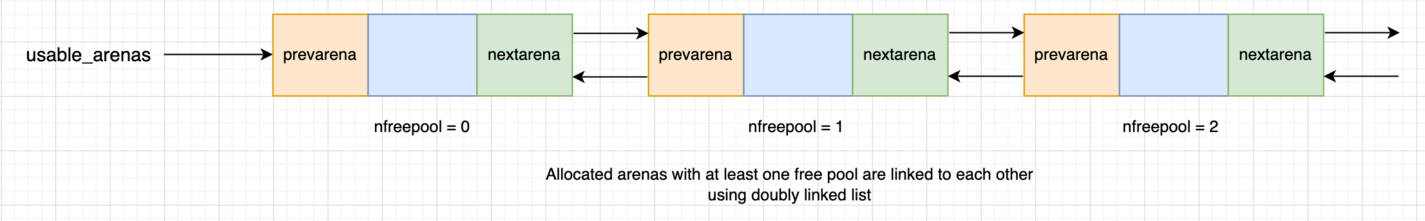 usable_arenas
prevarena
nextarena
prevarena
nextarena
prevarena
nextarena
nfreepool = 0
nfreepool = 1
nfreepool = 2
Allocated arenas with at least one free pool are linked to each other
using doubly linked list